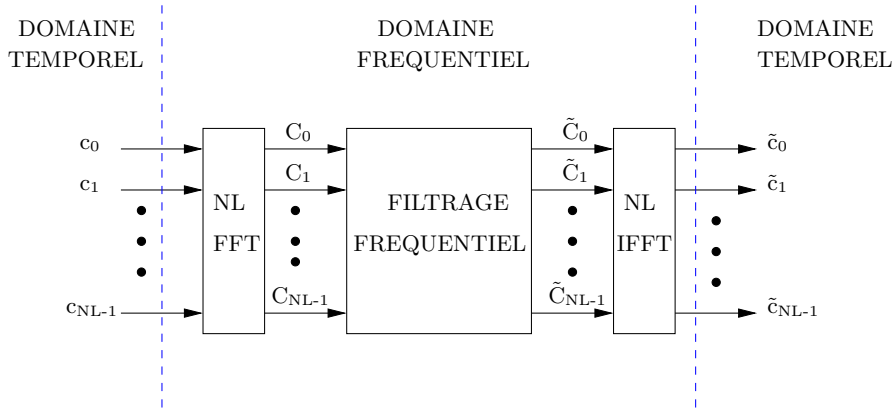 DOMAINE
TEMPOREL
DOMAINE
FREQUENTIEL
DOMAINE
TEMPOREL
c0
c1
cNL-1
NL
FFT
C0
C1
CNL-1
FILTRAGE
FREQUENTIEL
C̃0
C̃1
C̃NL-1
NL
IFFT
c̃0
c̃1
c̃NL-1